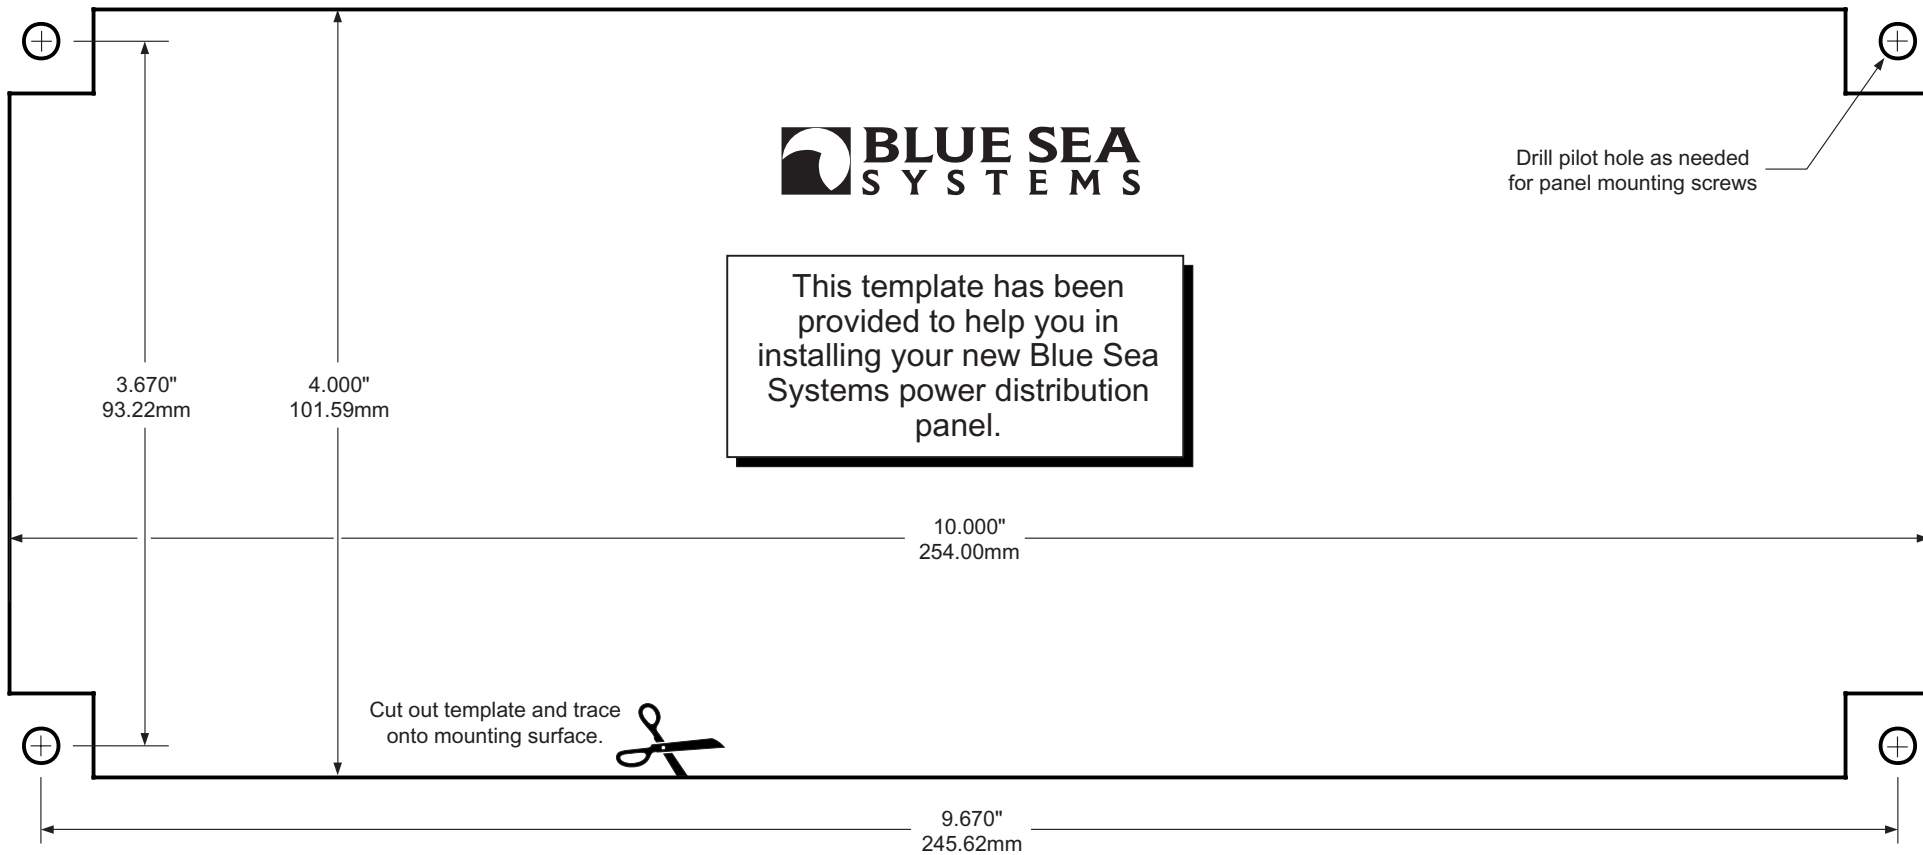 BLUE SEA
SYSTEMS
Drill pilot hole as needed
for panel mounting screws
This template has been
provided to help you in
installing your new Blue Sea
Systems power distribution
panel.
3.670"
93.22mm
4.000"
101.59mm
10.000"
254.00mm
Cut out template and trace
onto mounting surface.
9.670"
245.62mm